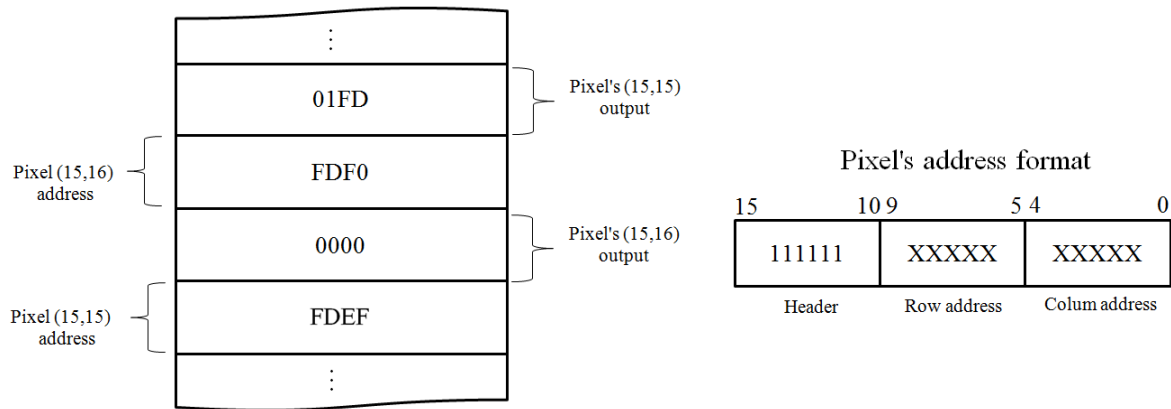 ⋮
01FD
Pixel's (15,15)
output
Pixel (15,16)
address
FDF0
0000
Pixel's (15,16)
output
Pixel (15,15)
address
FDEF
⋮
Pixel's address format
15 10 9 5 4 0
111111 XXXXX XXXXX
Header Row address Colum address